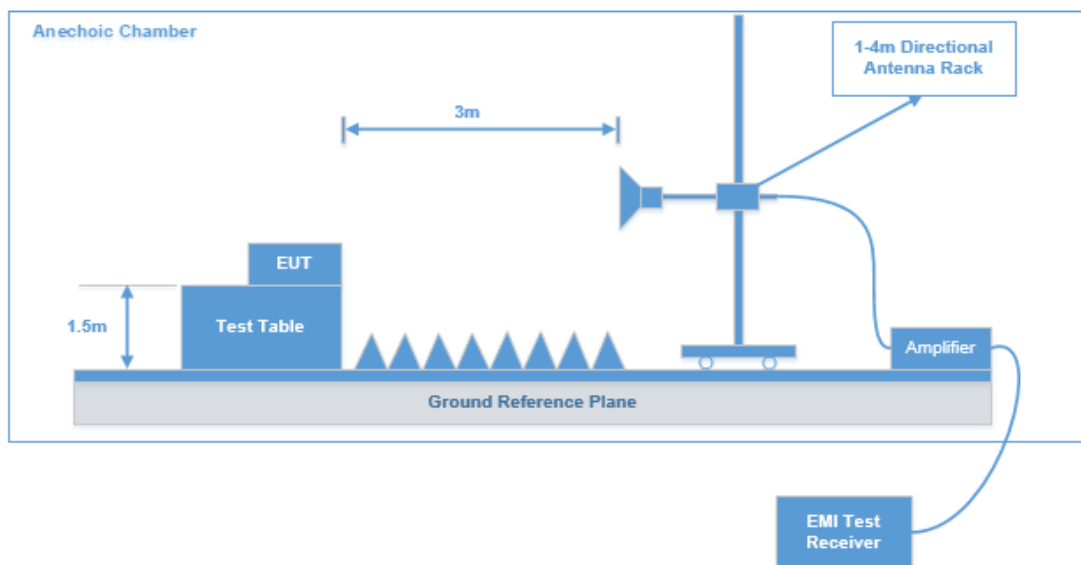 Anechoic Chamber
1-4m Directional
Antenna Rack
3m
EUT
1.5m
Test Table
Amplifier
Ground Reference Plane
EMI Test
Receiver